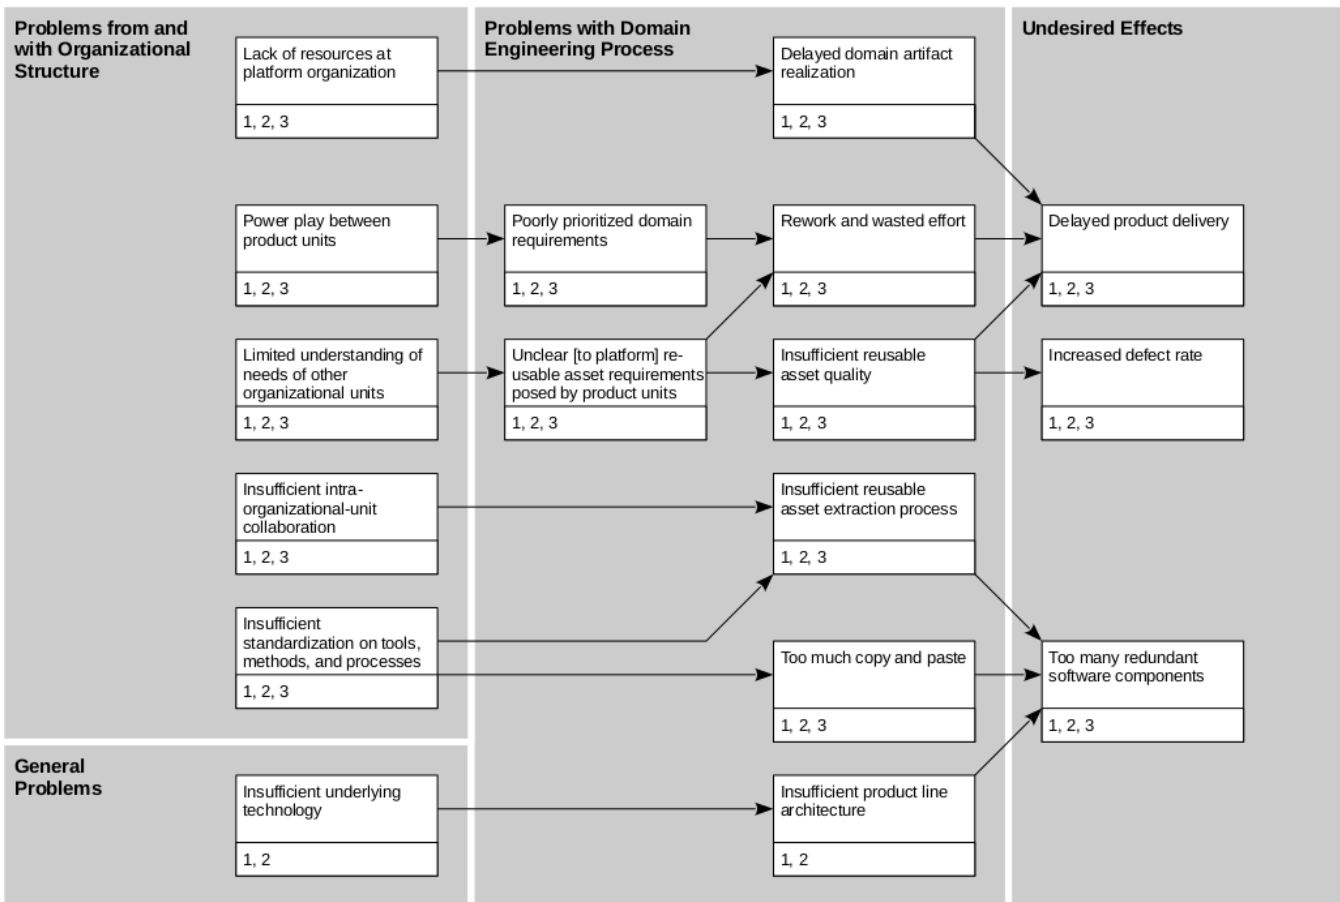 Problems from and
with Organizational
Structure
Lack of resources at
platform organization
1, 2, 3
Power play between
product units
1, 2, 3
Limited understanding of
needs of other
organizational units
1, 2, 3
Insufficient intra-
organizational-unit
collaboration
1, 2, 3
Insufficient
standardization on tools,
methods, and processes
1, 2, 3
General
Problems
Insufficient underlying
technology
1, 2
Problems with Domain
Engineering Process
Poorly prioritized domain
requirements
1, 2, 3
Unclear [to platform] re-
usable asset requirements
posed by product units
1, 2, 3
Delayed domain artifact
realization
1, 2, 3
Rework and wasted effort
1, 2, 3
Insufficient reusable
asset quality
1, 2, 3
Insufficient reusable
asset extraction process
1, 2, 3
Too much copy and paste
1, 2, 3
Insufficient product line
architecture
1, 2
Undesired Effects
Delayed product delivery
1, 2, 3
Increased defect rate
1, 2, 3
Too many redundant
software components
1, 2, 3